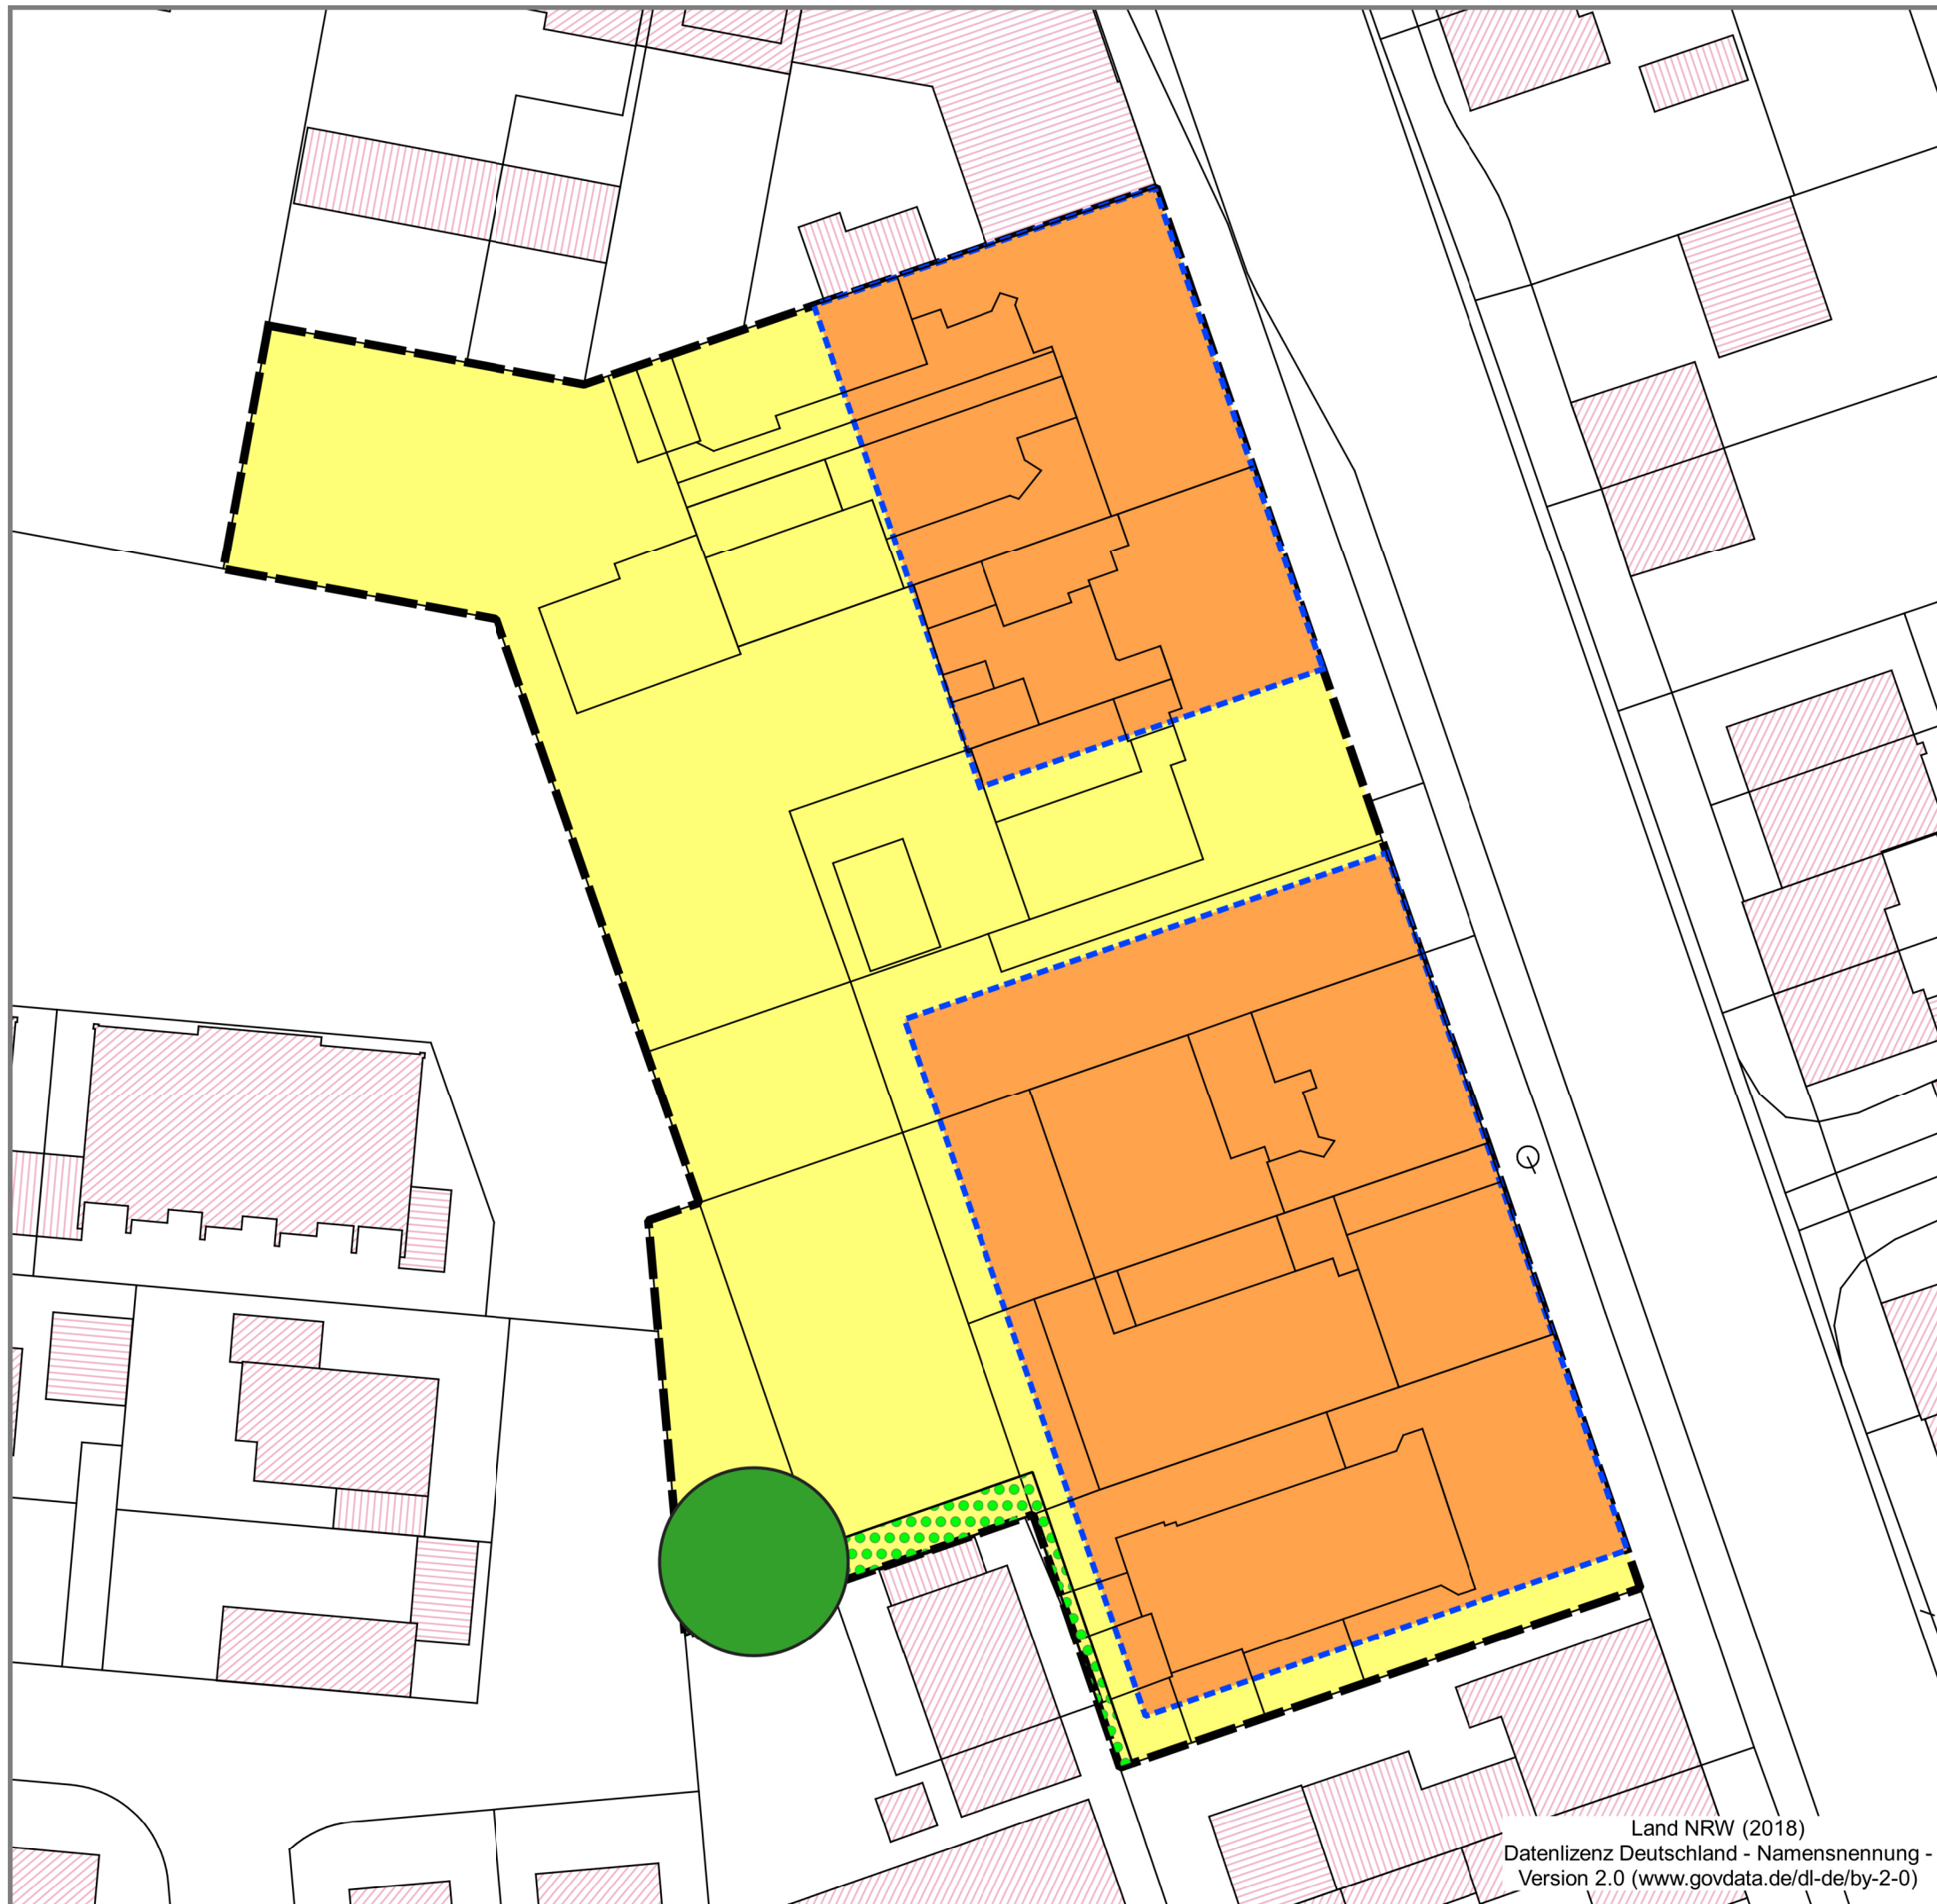 Land NRW (2018)
Datenlizenz Deutschland - Namensnennung -
Version 2.0 (www.govdata.de/dl-de/by-2-0)